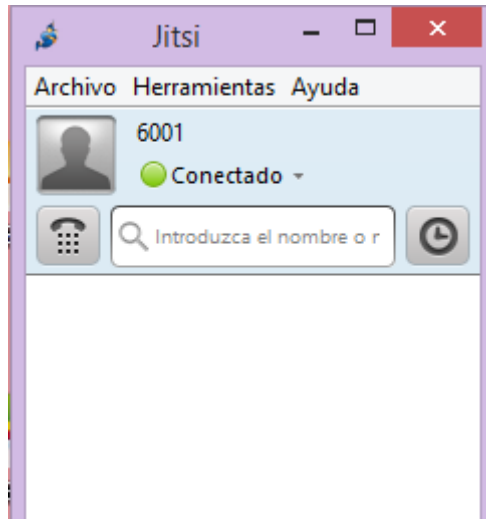 Jitsi
Archivo Herramientas Ayuda
6001
Conectado
Introduzca el nombre o r